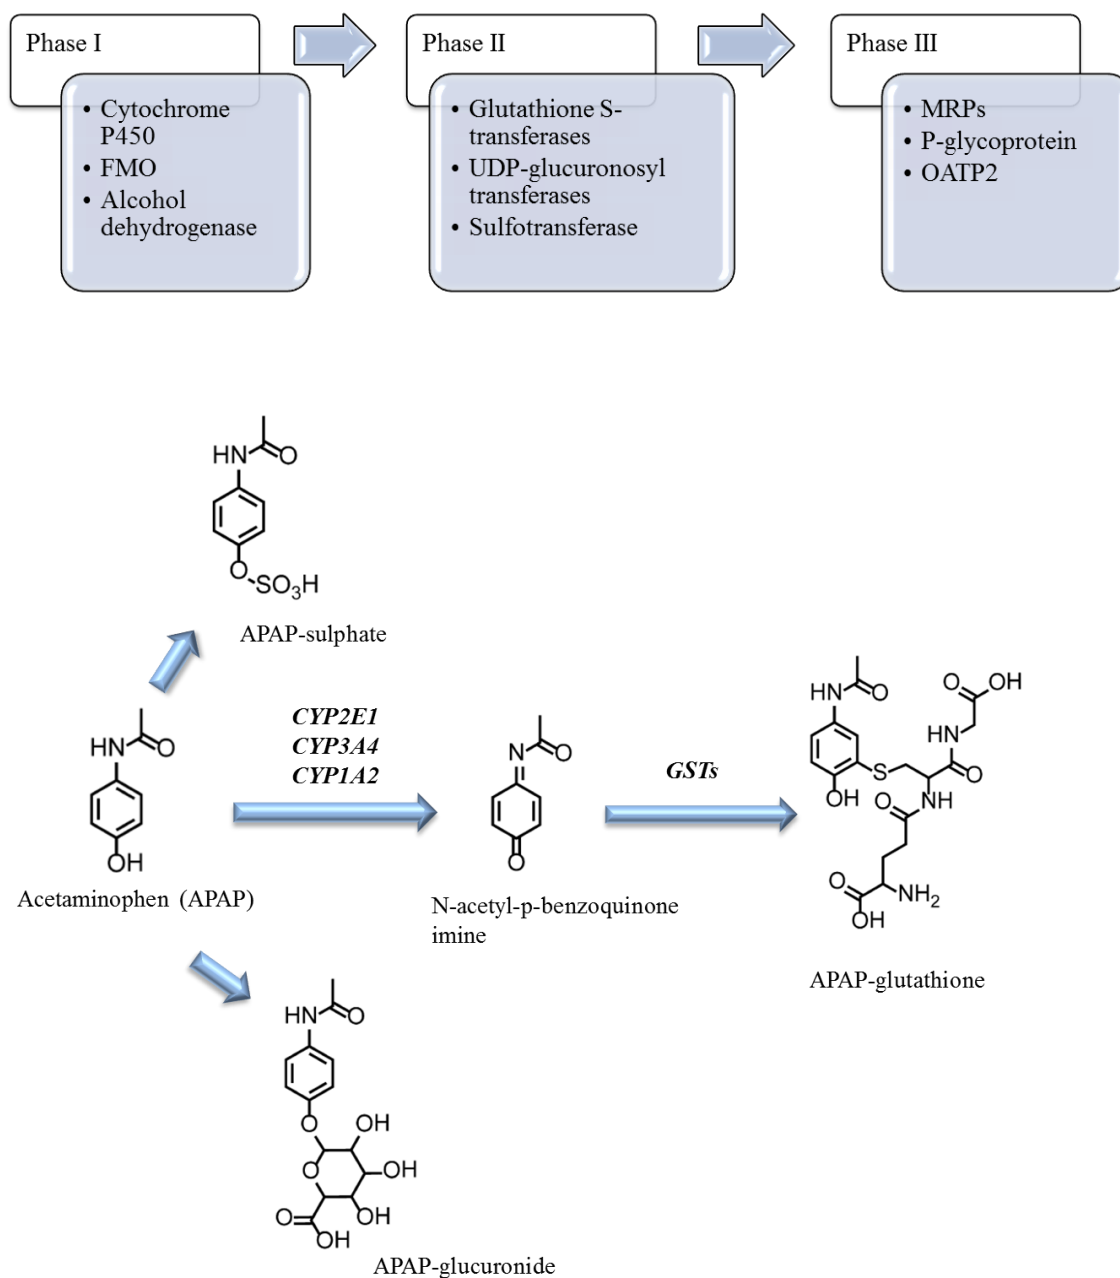 Phase I
• Cytochrome
P450
• FMO
• Alcohol
dehydrogenase
Phase II
• Glutathione S-
transferases
• UDP-glucuronosyl
transferases
• Sulfotransferase
Phase III
• MRPs
• P-glycoprotein
• OATP2
HN
O
O
SO3H
APAP-sulphate
HN
O
OH
Acetaminophen (APAP)
CYP2E1
CYP3A4
CYP1A2
N
O
O
N-acetyl-p-benzoquinone
imine
GSTs
HN
O
O
OH
HN
S
O
OH
O
NH
O
NH2
OH
APAP-glutathione
HN
O
O
OH
O
OH
O
OH
OH
APAP-glucuronide